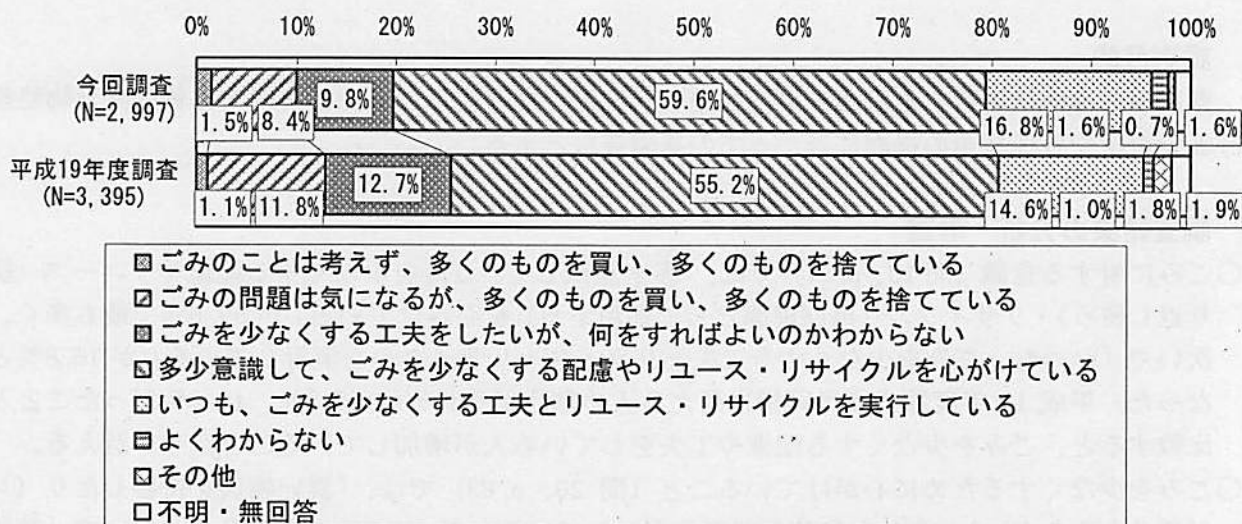 0% 10% 20% 30% 40% 50% 60% 70% 80% 90% 100%
今回調査
(N=2,997)
9.8% 59.6%
1.5% 8.4% 16.8% 1.6% 0.7% 1.6%
平成19年度調査
(N=3,395)
12.7% 55.2%
1.1% 11.8% 14.6% 1.0% 1.8% 1.9%
ごみのことは考えず、多くのものを買い、多くのものを捨てている
ごみの問題は気になるが、多くのものを買い、多くのものを捨てている
ごみを少なくする工夫をしたいが、何をすればよいのかわからない
多少意識して、ごみを少なくする配慮やリユース・リサイクルを心がけている
いつも、ごみを少なくする工夫とリユース・リサイクルを実行している
よくわからない
その他
不明・無回答